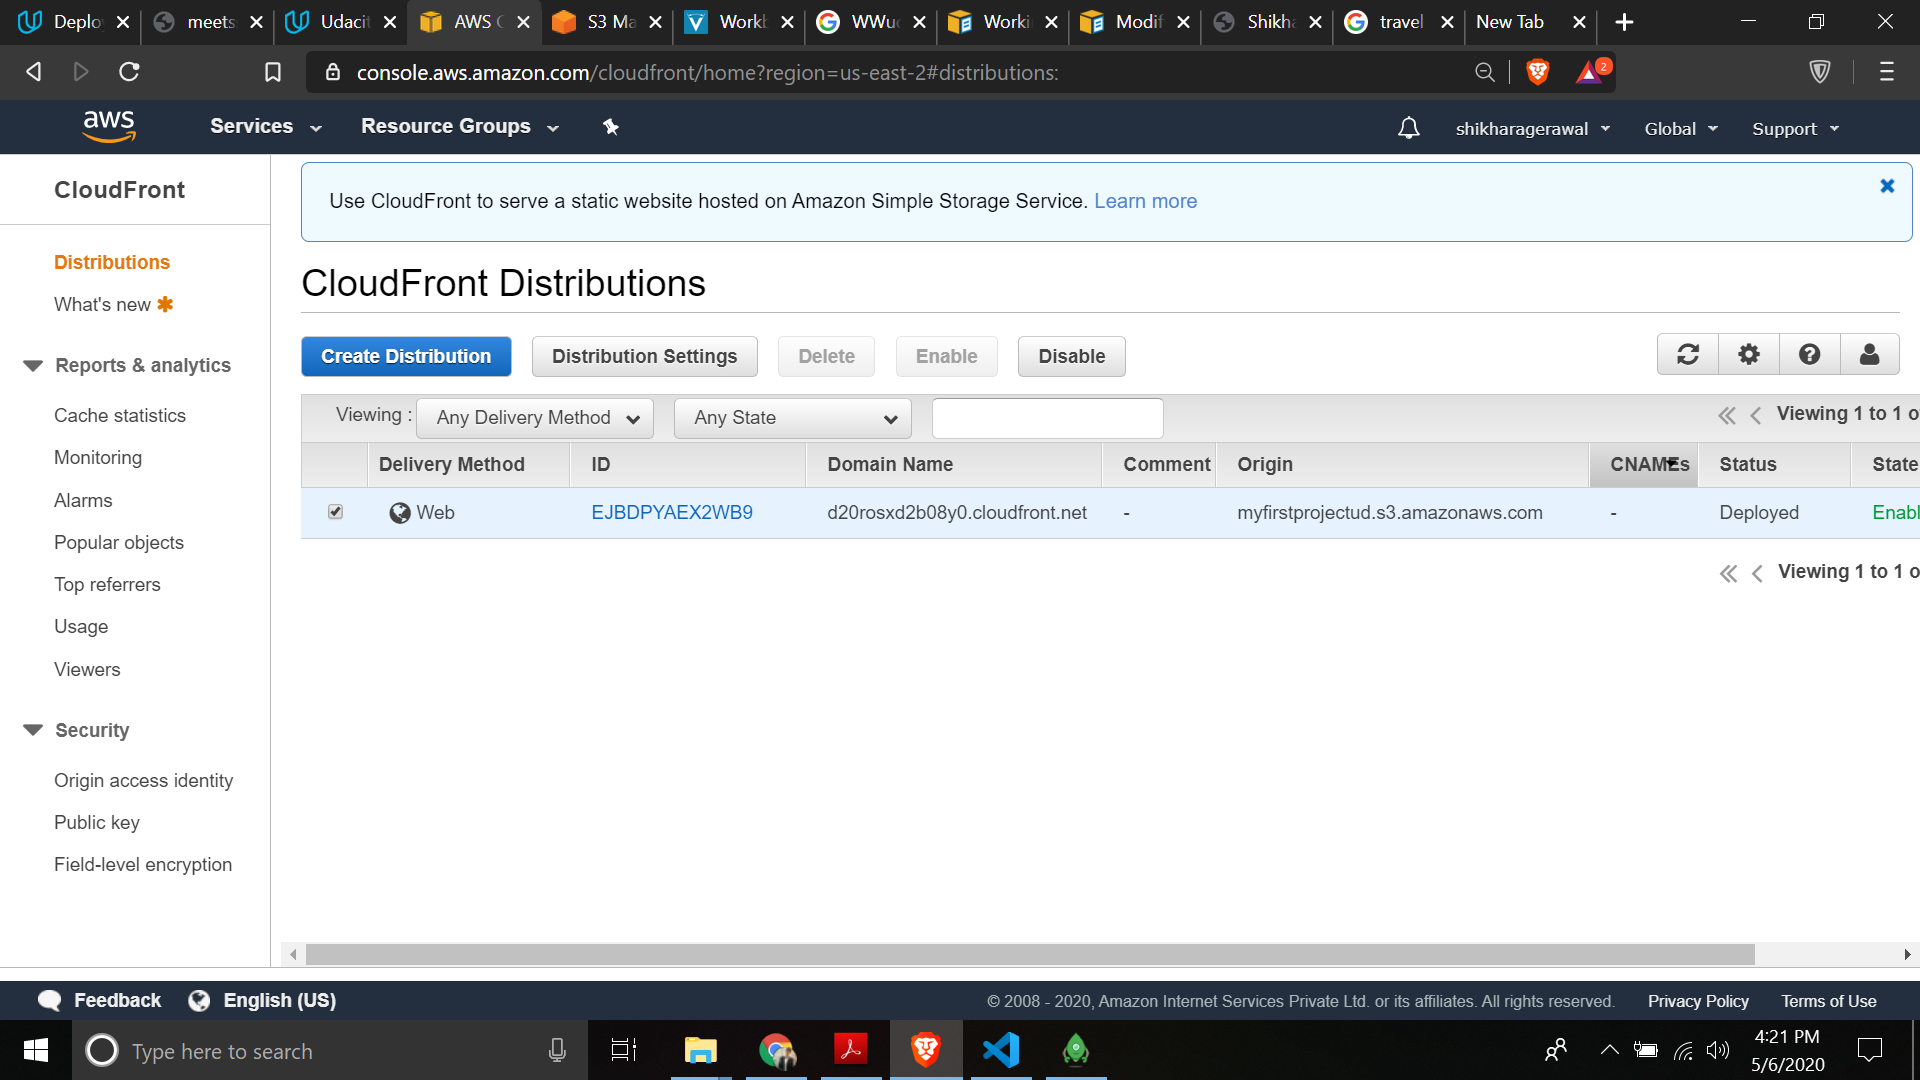 Deplo
meets
Udaci
AWS C
S3 Ma
Workb
WWuc
Worki
Modif
Shikha
travel
New Tab
console.aws.amazon.com/cloudfront/home?region=us-east-2#distributions:
2
aws
Services
Resource Groups
shikharagerawal
Global
Support
CloudFront
Use CloudFront to serve a static website hosted on Amazon Simple Storage Service. Learn more
Distributions
What's new
CloudFront Distributions
Create Distribution
Distribution Settings
Delete
Enable
Disable
Reports & analytics
Cache statistics
Monitoring
Alarms
Popular objects
Top referrers
Usage
Viewers
Security
Origin access identity
Public key
Field-level encryption
Viewing :
Any Delivery Method
Any State
Viewing 1 to 1 o
Delivery Method ID Domain Name Comment Origin CNAMEs Status State
Web EJBDPYAEX2WB9 d20rosxd2b08y0.cloudfront.net - myfirstprojectud.s3.amazonaws.com - Deployed Enabl
Viewing 1 to 1 o
Feedback
English (US)
© 2008 - 2020, Amazon Internet Services Private Ltd. or its affiliates. All rights reserved.
Privacy Policy
Terms of Use
Type here to search
4:21 PM
5/6/2020